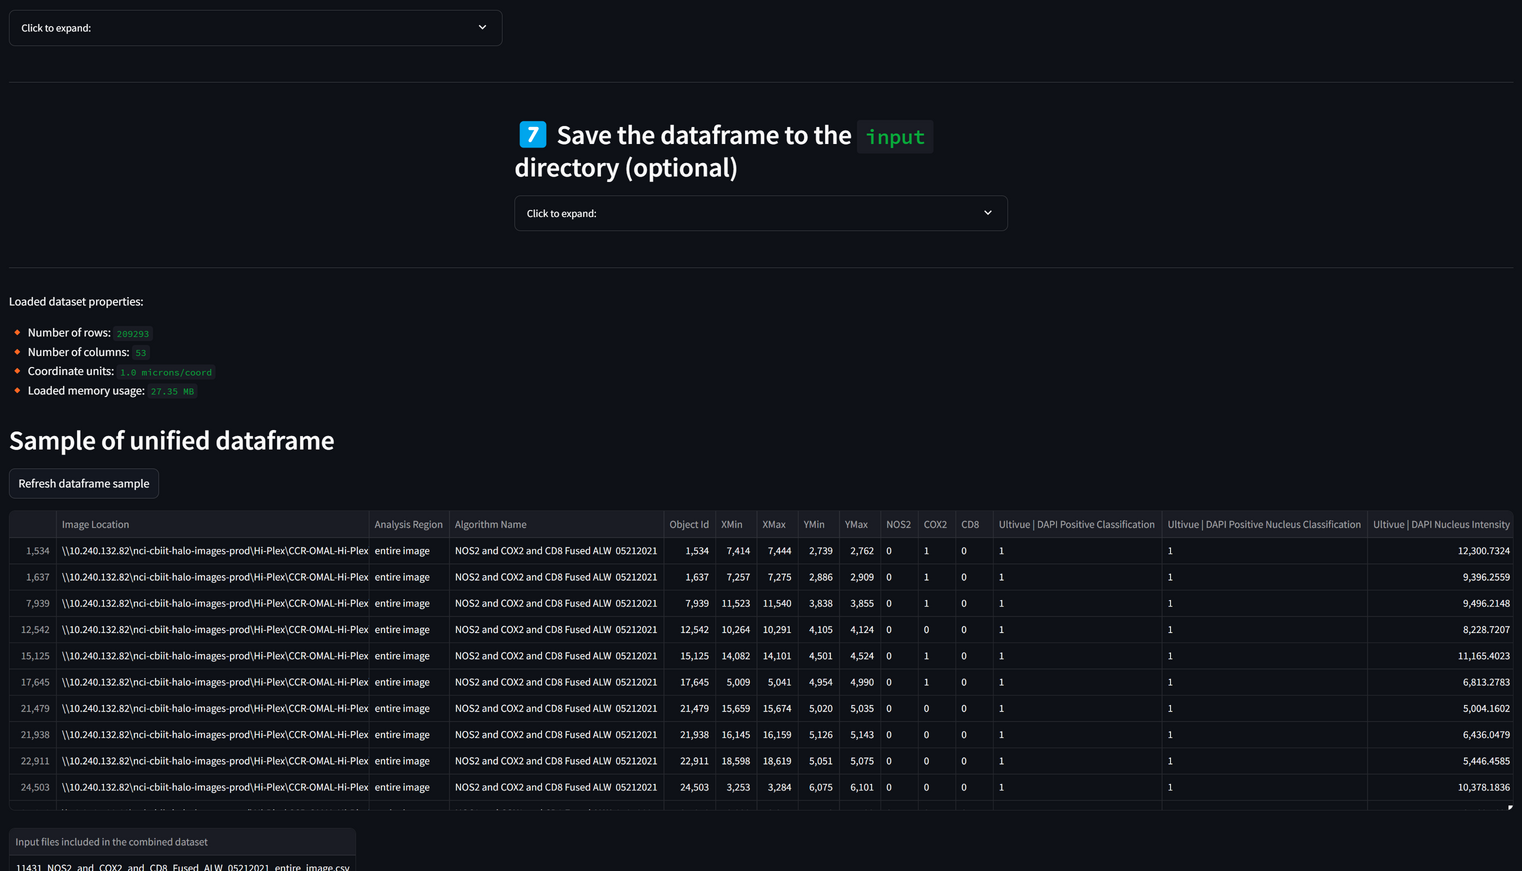 Click to expand:
7 Save the dataframe to the input
directory (optional)
Click to expand:
Loaded dataset properties:
Number of rows: 209293
Number of columns: 53
Coordinate units: 1.0 microns/coord
Loaded memory usage: 27.35 MB
Sample of unified dataframe
Refresh dataframe sample
Image Location Analysis Region Algorithm Name Object Id XMin XMax YMin YMax NOS2 COX2 CD8 Ultivue | DAPI Positive Classification Ultivue | DAPI Positive Nucleus Classification Ultivue | DAPI Nucleus Intensity
1,534 \\10.240.132.82\nci-cbiit-halo-images-prod\Hi-Plex\CCR-OMAL-Hi-Plex entire image NOS2 and COX2 and CD8 Fused ALW 05212021 1,534 7,414 7,444 2,739 2,762 0 1 0 1 1 12,300.7324
1,637 \\10.240.132.82\nci-cbiit-halo-images-prod\Hi-Plex\CCR-OMAL-Hi-Plex entire image NOS2 and COX2 and CD8 Fused ALW 05212021 1,637 7,257 7,275 2,886 2,909 0 1 0 1 1 9,396.2559
7,939 \\10.240.132.82\nci-cbiit-halo-images-prod\Hi-Plex\CCR-OMAL-Hi-Plex entire image NOS2 and COX2 and CD8 Fused ALW 05212021 7,939 11,523 11,540 3,838 3,855 0 1 0 1 1 9,496.2148
12,542 \\10.240.132.82\nci-cbiit-halo-images-prod\Hi-Plex\CCR-OMAL-Hi-Plex entire image NOS2 and COX2 and CD8 Fused ALW 05212021 12,542 10,264 10,291 4,105 4,124 0 0 0 1 1 8,228.7207
15,125 \\10.240.132.82\nci-cbiit-halo-images-prod\Hi-Plex\CCR-OMAL-Hi-Plex entire image NOS2 and COX2 and CD8 Fused ALW 05212021 15,125 14,082 14,101 4,501 4,524 0 1 0 1 1 11,165.4023
17,645 \\10.240.132.82\nci-cbiit-halo-images-prod\Hi-Plex\CCR-OMAL-Hi-Plex entire image NOS2 and COX2 and CD8 Fused ALW 05212021 17,645 5,009 5,041 4,954 4,990 0 1 0 1 1 6,813.2783
21,479 \\10.240.132.82\nci-cbiit-halo-images-prod\Hi-Plex\CCR-OMAL-Hi-Plex entire image NOS2 and COX2 and CD8 Fused ALW 05212021 21,479 15,659 15,674 5,020 5,035 0 0 0 1 1 5,004.1602
21,938 \\10.240.132.82\nci-cbiit-halo-images-prod\Hi-Plex\CCR-OMAL-Hi-Plex entire image NOS2 and COX2 and CD8 Fused ALW 05212021 21,938 16,145 16,159 5,126 5,143 0 0 0 1 1 6,436.0479
22,911 \\10.240.132.82\nci-cbiit-halo-images-prod\Hi-Plex\CCR-OMAL-Hi-Plex entire image NOS2 and COX2 and CD8 Fused ALW 05212021 22,911 18,598 18,619 5,051 5,075 0 0 0 1 1 5,446.4585
24,503 \\10.240.132.82\nci-cbiit-halo-images-prod\Hi-Plex\CCR-OMAL-Hi-Plex entire image NOS2 and COX2 and CD8 Fused ALW 05212021 24,503 3,253 3,284 6,075 6,101 0 0 0 1 1 10,378.1836
Input files included in the combined dataset
11431_NOS2_and_COX2_and_CD8_Fused_ALW_05212021_entire_image.csv